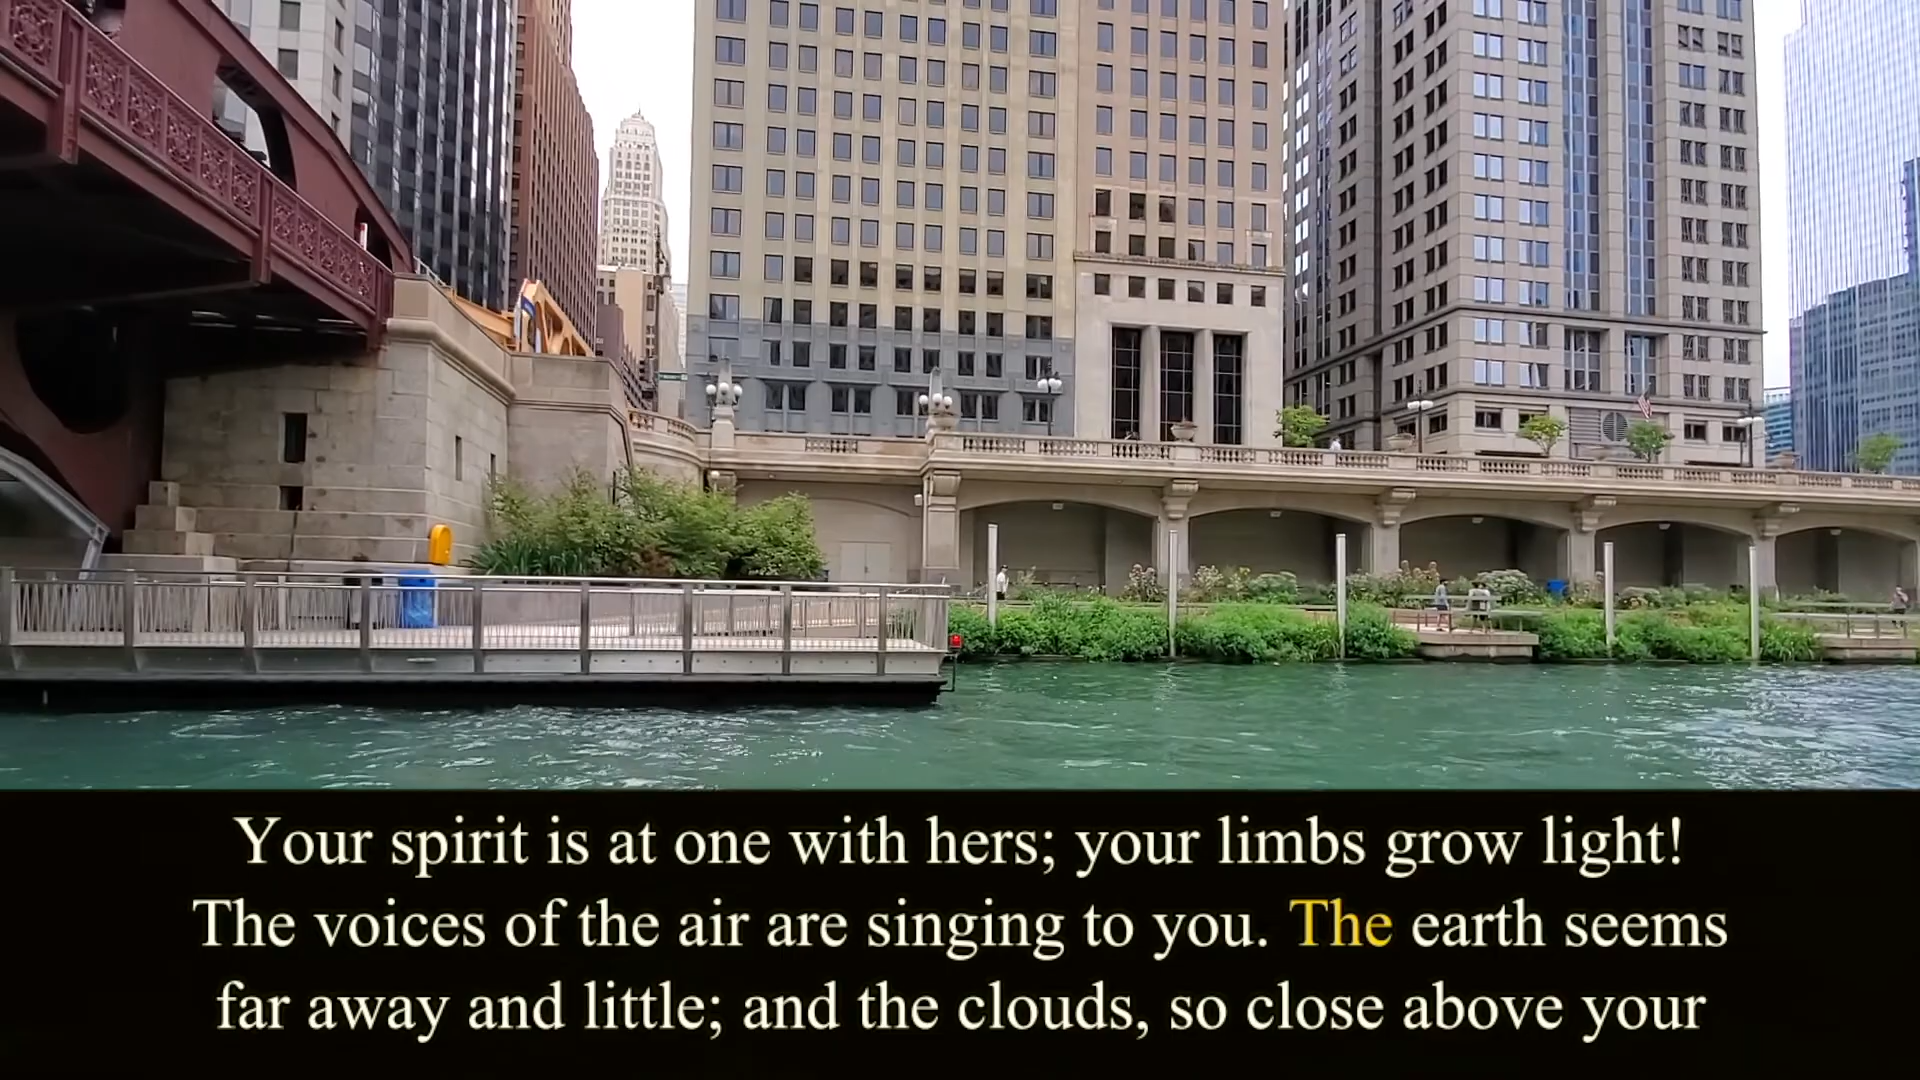 Your spirit is at one with hers; your limbs grow light!
The voices of the air are singing to you. The earth seems
far away and little; and the clouds, so close above your